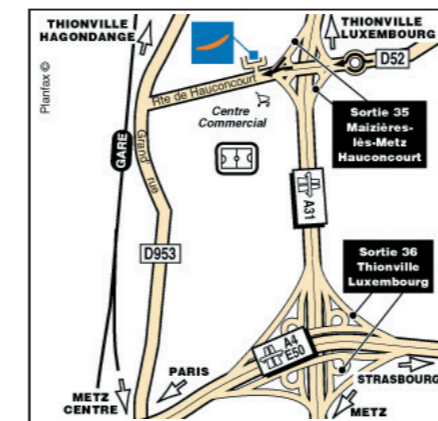 THIONVILLE
HAGONDANGE
THIONVILLE
LUXEMBOURG
Planfax ©
D52
Rte de Hauconcourt
Centre
Commercial
Sortie 35
Maizières-
lès-Metz
Hauconcourt
GARE
Grand' rue
A31
D953
Sortie 36
Thionville
Luxembourg
A4
E50
PARIS
STRASBOURG
METZ
CENTRE
METZ